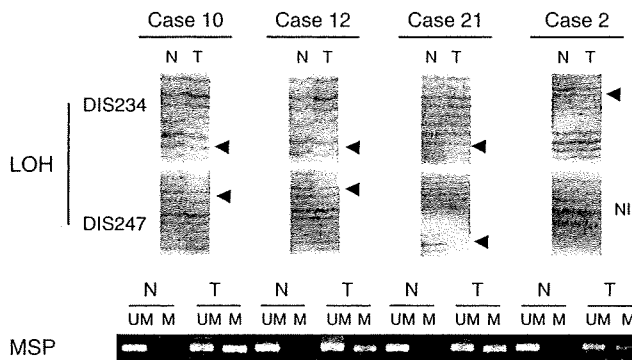 Case 10 Case 12 Case 21 Case 2
N T N T N T N T
DIS234
LOH
DIS247
NI
N T N T N T N T
UM M UM M UM M UM M UM M UM M UM M UM M
MSP